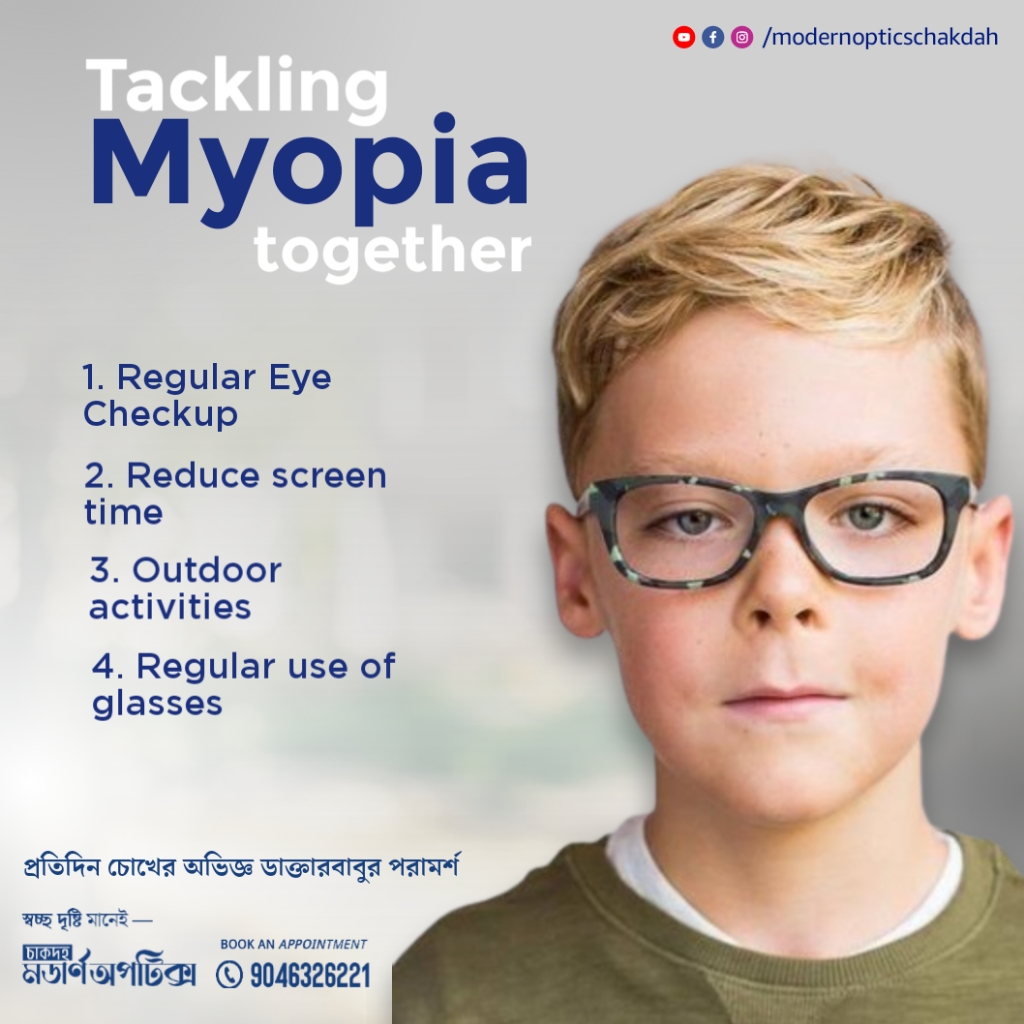 /modernopticschakdah
Tackling
Myopia
together
1. Regular Eye
Checkup
2. Reduce screen
time
3. Outdoor
activities
4. Regular use of
glasses
প্রতিদিন চোখের অভিজ্ঞ ডাক্তারবাবুর পরামর্শ
স্বচ্ছ দৃষ্টি মানেই —
চাকদহ
মডার্ণ অপটিক্স
BOOK AN APPOINTMENT
9046326221